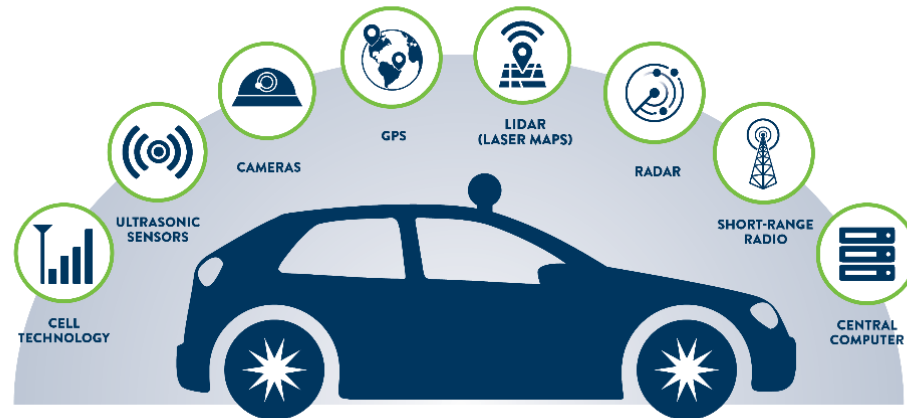 CELL
TECHNOLOGY
ULTRASONIC
SENSORS
CAMERAS
GPS
LIDAR
(LASER MAPS)
RADAR
SHORT-RANGE
RADIO
CENTRAL
COMPUTER